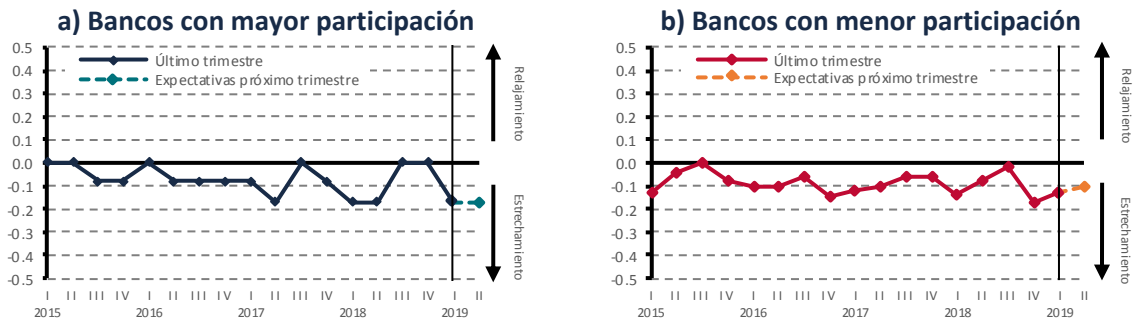 a) Bancos con mayor participación
0.5
0.4
0.3
0.2
0.1
0.0
-0.1
-0.2
-0.3
-0.4
-0.5
Último trimestre
Expectativas próximo trimestre
Relajamiento
Estrechamiento
I II III IV I II III IV I II III IV I II III IV I II
2015 2016 2017 2018 2019
b) Bancos con menor participación
0.5
0.4
0.3
0.2
0.1
0.0
-0.1
-0.2
-0.3
-0.4
-0.5
Último trimestre
Expectativas próximo trimestre
Relajamiento
Estrechamiento
I II III IV I II III IV I II III IV I II III IV I II
2015 2016 2017 2018 2019